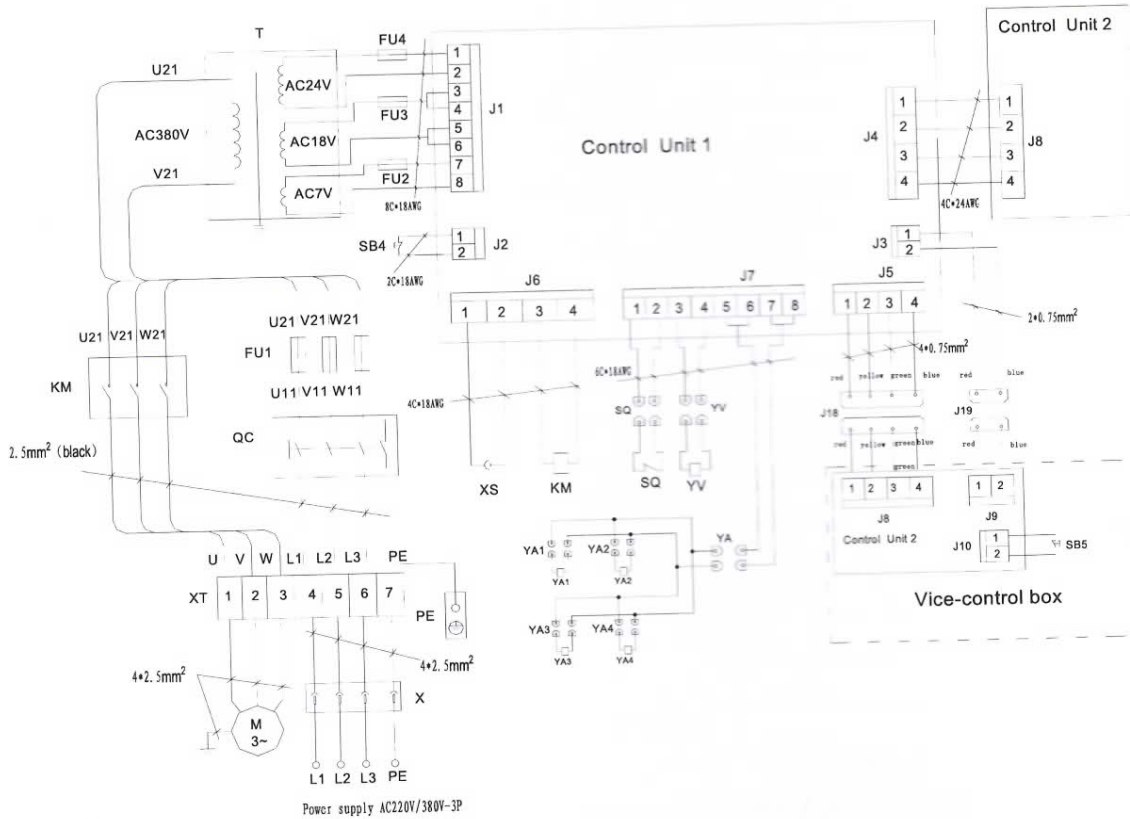 T
FU4
Control Unit 2
U21
AC24V
1
2
3
4
5
6
7
8
J1
AC380V
FU3
AC18V
Control Unit 1
J4
1
2
3
4
1
2
3
4
J8
V21
FU2
AC7V
8C*18AWG
4C*24AWG
SB4
1
2
J2
J3
1
2
2C*18AWG
J6
J7
J5
1 2 3 4
1 2 3 4 5 6 7 8
1 2 3 4
2*0.75mm²
U21 V21 W21
U21 V21 W21
FU1
4*0.75mm²
6C*18AWG
red yellow green blue
red blue
KM
U11 V11 W11
4C*18AWG
SQ
YV
J18
J19
QC
red yellow green blue
red blue
green
2.5mm² (black)
XS
KM
SQ
YV
1 2 3 4
1 2
J8
J9
Control Unit 2
J10
1
2
SB5
YA1
YA2
YA
YA1
YA2
Vice-control box
U V W L1 L2 L3 PE
XT
1 2 3 4 5 6 7
PE
YA3
YA4
YA3
YA4
4*2.5mm²
4*2.5mm²
X
M
3~
L1 L2 L3 PE
Power supply AC220V/380V-3P